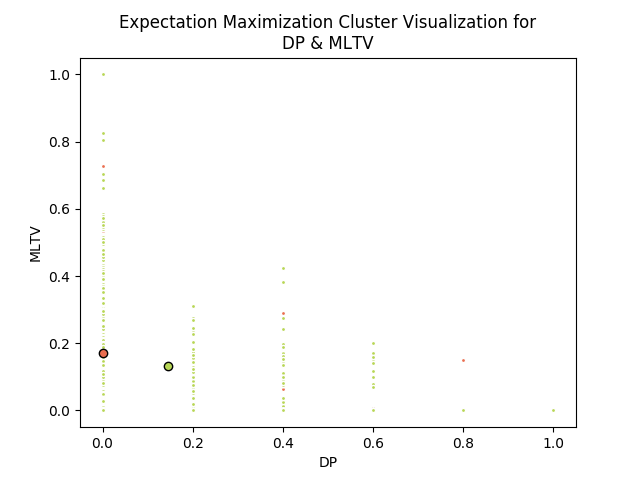 Expectation Maximization Cluster Visualization for
DP & MLTV
1.0
0.8
0.6
0.4
0.2
0.0
MLTV
0.0 0.2 0.4 0.6 0.8 1.0
DP